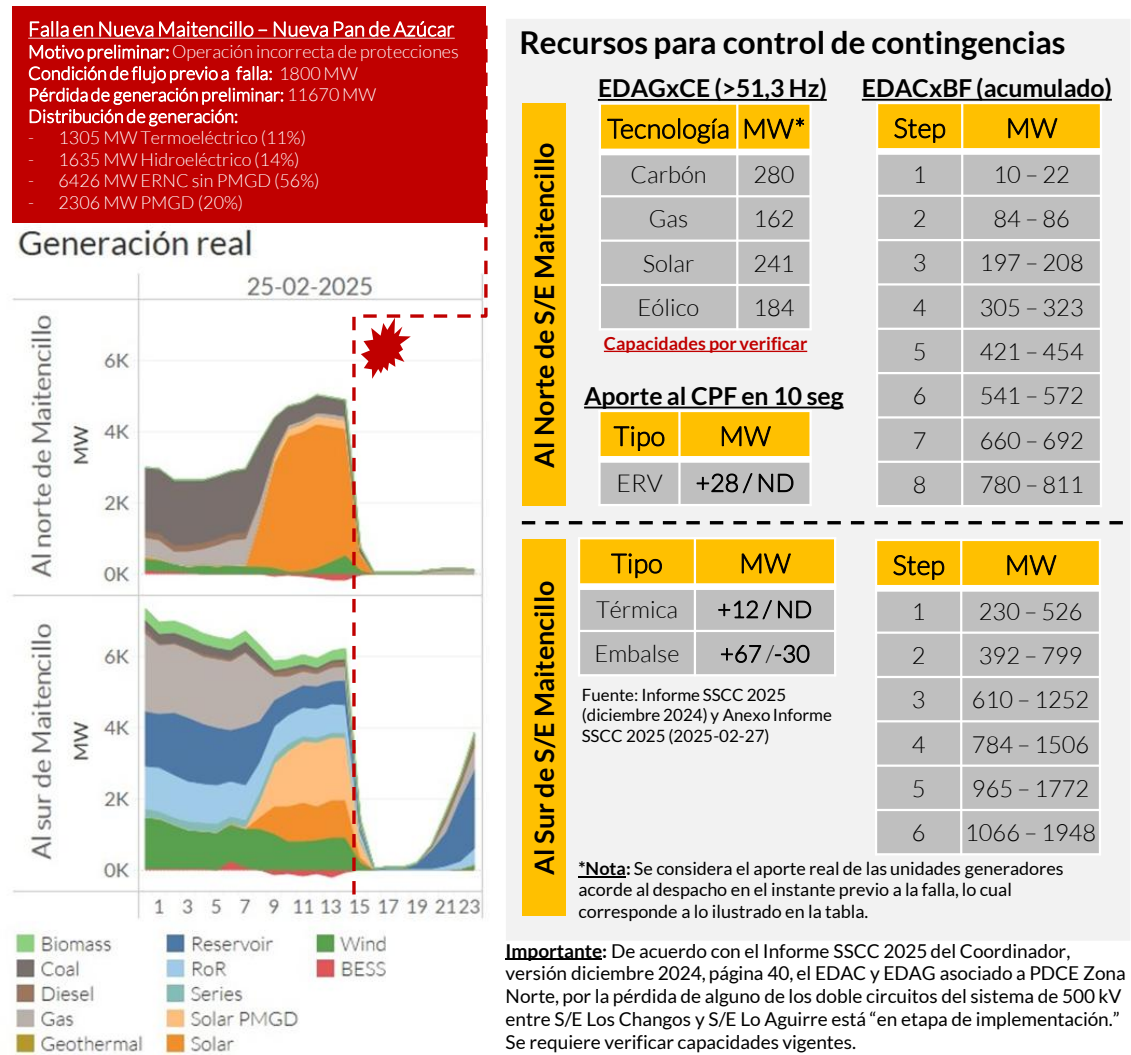 Falla en Nueva Maitencillo – Nueva Pan de Azúcar
Motivo preliminar: Operación incorrecta de protecciones
Condición de flujo previo a falla: 1800 MW
Pérdida de generación preliminar: 11670 MW
Distribución de generación:
- 1305 MW Termoeléctrico (11%)
- 1635 MW Hidroeléctrico (14%)
- 6426 MW ERNC sin PMGD (56%)
- 2306 MW PMGD (20%)
Generación real
25-02-2025
Al norte de Maitencillo
MW
6K
4K
2K
0K
Al sur de Maitencillo
MW
6K
4K
2K
0K
1 3 5 7 9 11 13 15 17 19 21 23
Biomass
Coal
Diesel
Gas
Geothermal
Reservoir
RoR
Series
Solar PMGD
Solar
Wind
BESS
Recursos para control de contingencias
Al Norte de S/E Maitencillo
EDAGxCE (>51,3 Hz)
Tecnología MW*
Carbón 280
Gas 162
Solar 241
Eólico 184
Capacidades por verificar
Aporte al CPF en 10 seg
Tipo MW
ERV +28 / ND
EDACxBF (acumulado)
Step MW
1 10 – 22
2 84 – 86
3 197 – 208
4 305 – 323
5 421 – 454
6 541 – 572
7 660 – 692
8 780 – 811
Al Sur de S/E Maitencillo
Tipo MW
Térmica +12 / ND
Embalse +67 /-30
Fuente: Informe SSCC 2025
(diciembre 2024) y Anexo Informe
SSCC 2025 (2025-02-27)
Step MW
1 230 – 526
2 392 – 799
3 610 – 1252
4 784 – 1506
5 965 – 1772
6 1066 – 1948
*Nota: Se considera el aporte real de las unidades generadores
acorde al despacho en el instante previo a la falla, lo cual
corresponde a lo ilustrado en la tabla.
Importante: De acuerdo con el Informe SSCC 2025 del Coordinador,
versión diciembre 2024, página 40, el EDAC y EDAG asociado a PDCE Zona
Norte, por la pérdida de alguno de los doble circuitos del sistema de 500 kV
entre S/E Los Changos y S/E Lo Aguirre está “en etapa de implementación.”
Se requiere verificar capacidades vigentes.